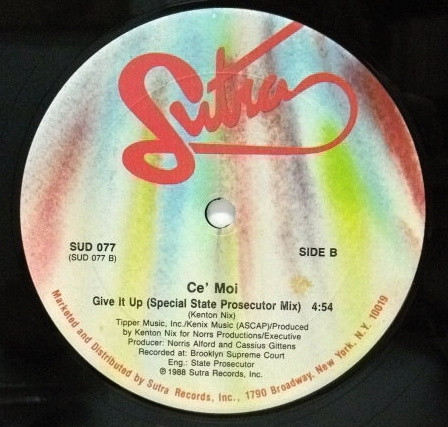 Sutra
SUD 077
(SUD 077 B)
SIDE B
Ce' Moi
Give It Up (Special State Prosecutor Mix) 4:54
(Kenton Nix)
Tipper Music, Inc./Kenix Music (ASCAP)/Produced
by Kenton Nix for Norrs Productions/Executive
Producer: Norris Alford and Cassius Gittens
Recorded at: Brooklyn Supreme Court
Eng.: State Prosecutor
℗ 1988 Sutra Records, Inc.
Marketed and Distributed by Sutra Records, Inc., 1790 Broadway, New York, N.Y. 10019